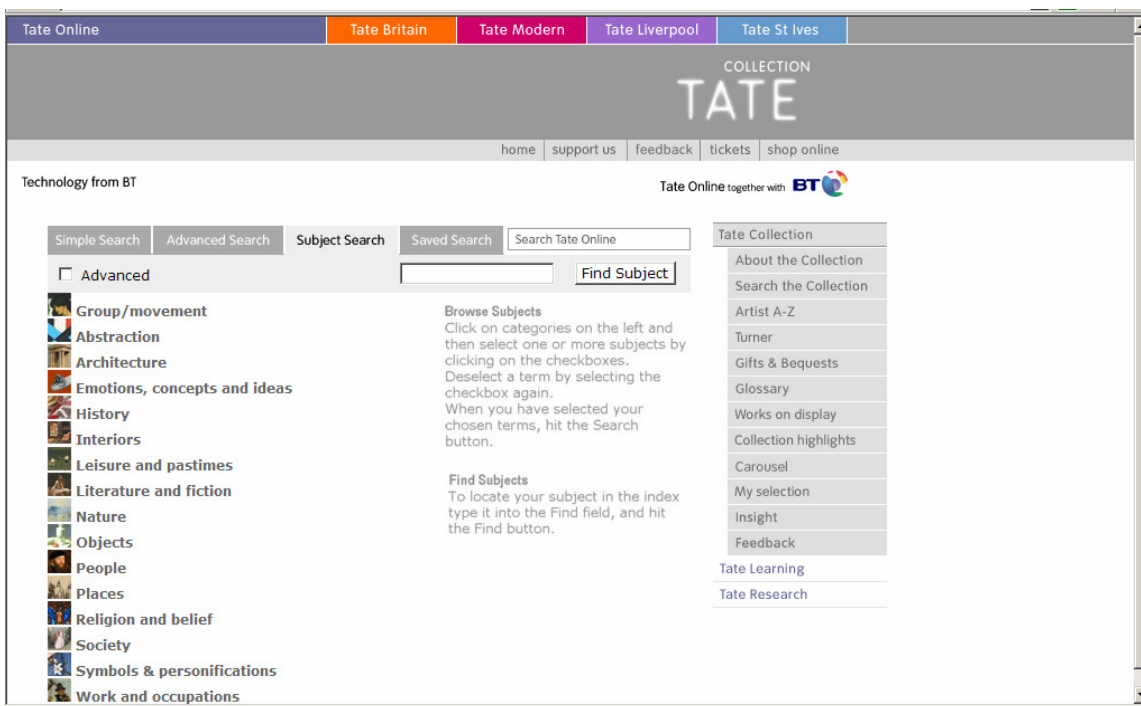 Tate Online Tate Britain Tate Modern Tate Liverpool Tate St Ives
COLLECTION
TATE
home support us feedback tickets shop online
Technology from BT
Tate Online together with BT
Simple Search Advanced Search Subject Search Saved Search Search Tate Online
Advanced Find Subject
Group/movement
Abstraction
Architecture
Emotions, concepts and ideas
History
Interiors
Leisure and pastimes
Literature and fiction
Nature
Objects
People
Places
Religion and belief
Society
Symbols & personifications
Work and occupations
Browse Subjects
Click on categories on the left and
then select one or more subjects by
clicking on the checkboxes.
Deselect a term by selecting the
checkbox again.
When you have selected your
chosen terms, hit the Search
button.
Find Subjects
To locate your subject in the index
type it into the Find field, and hit
the Find button.
Tate Collection
About the Collection
Search the Collection
Artist A-Z
Turner
Gifts & Bequests
Glossary
Works on display
Collection highlights
Carousel
My selection
Insight
Feedback
Tate Learning
Tate Research